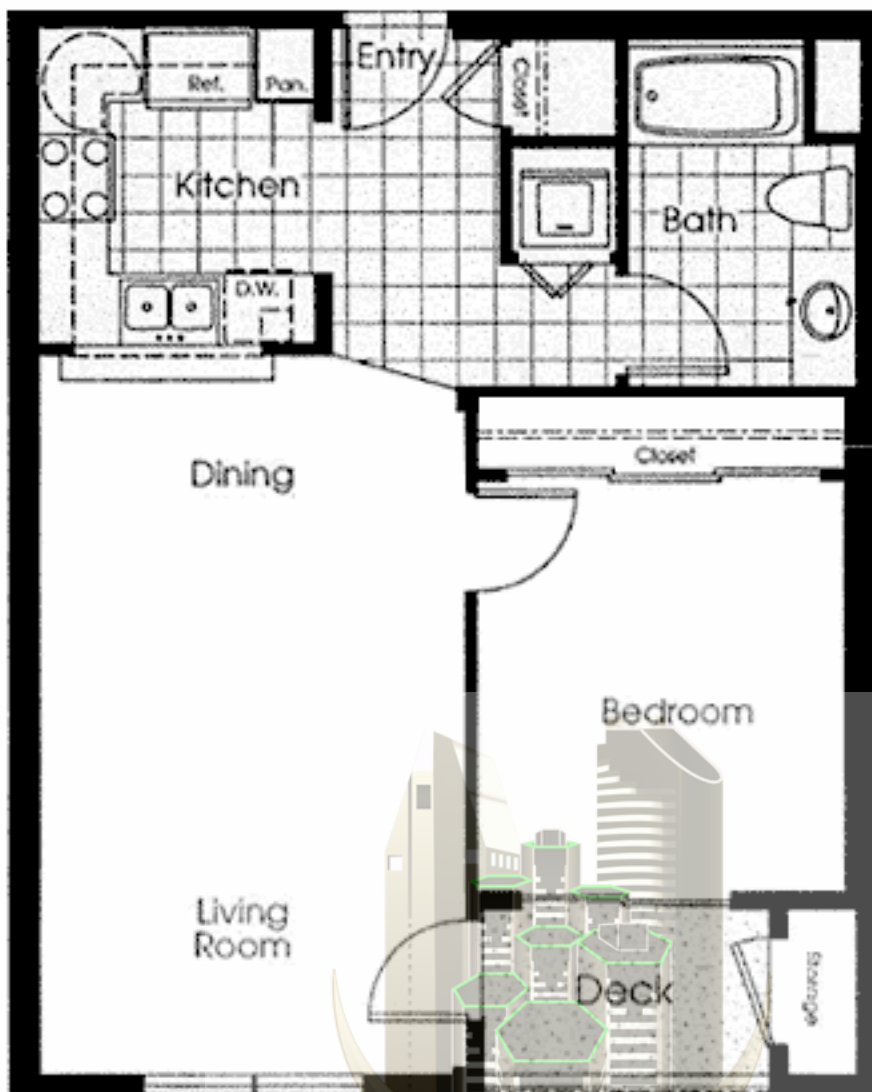 Entry
Closet
Ref.
Pan.
Kitchen
Bath
D.W.
Closet
Dining
Bedroom
Living
Room
Deck
Storage